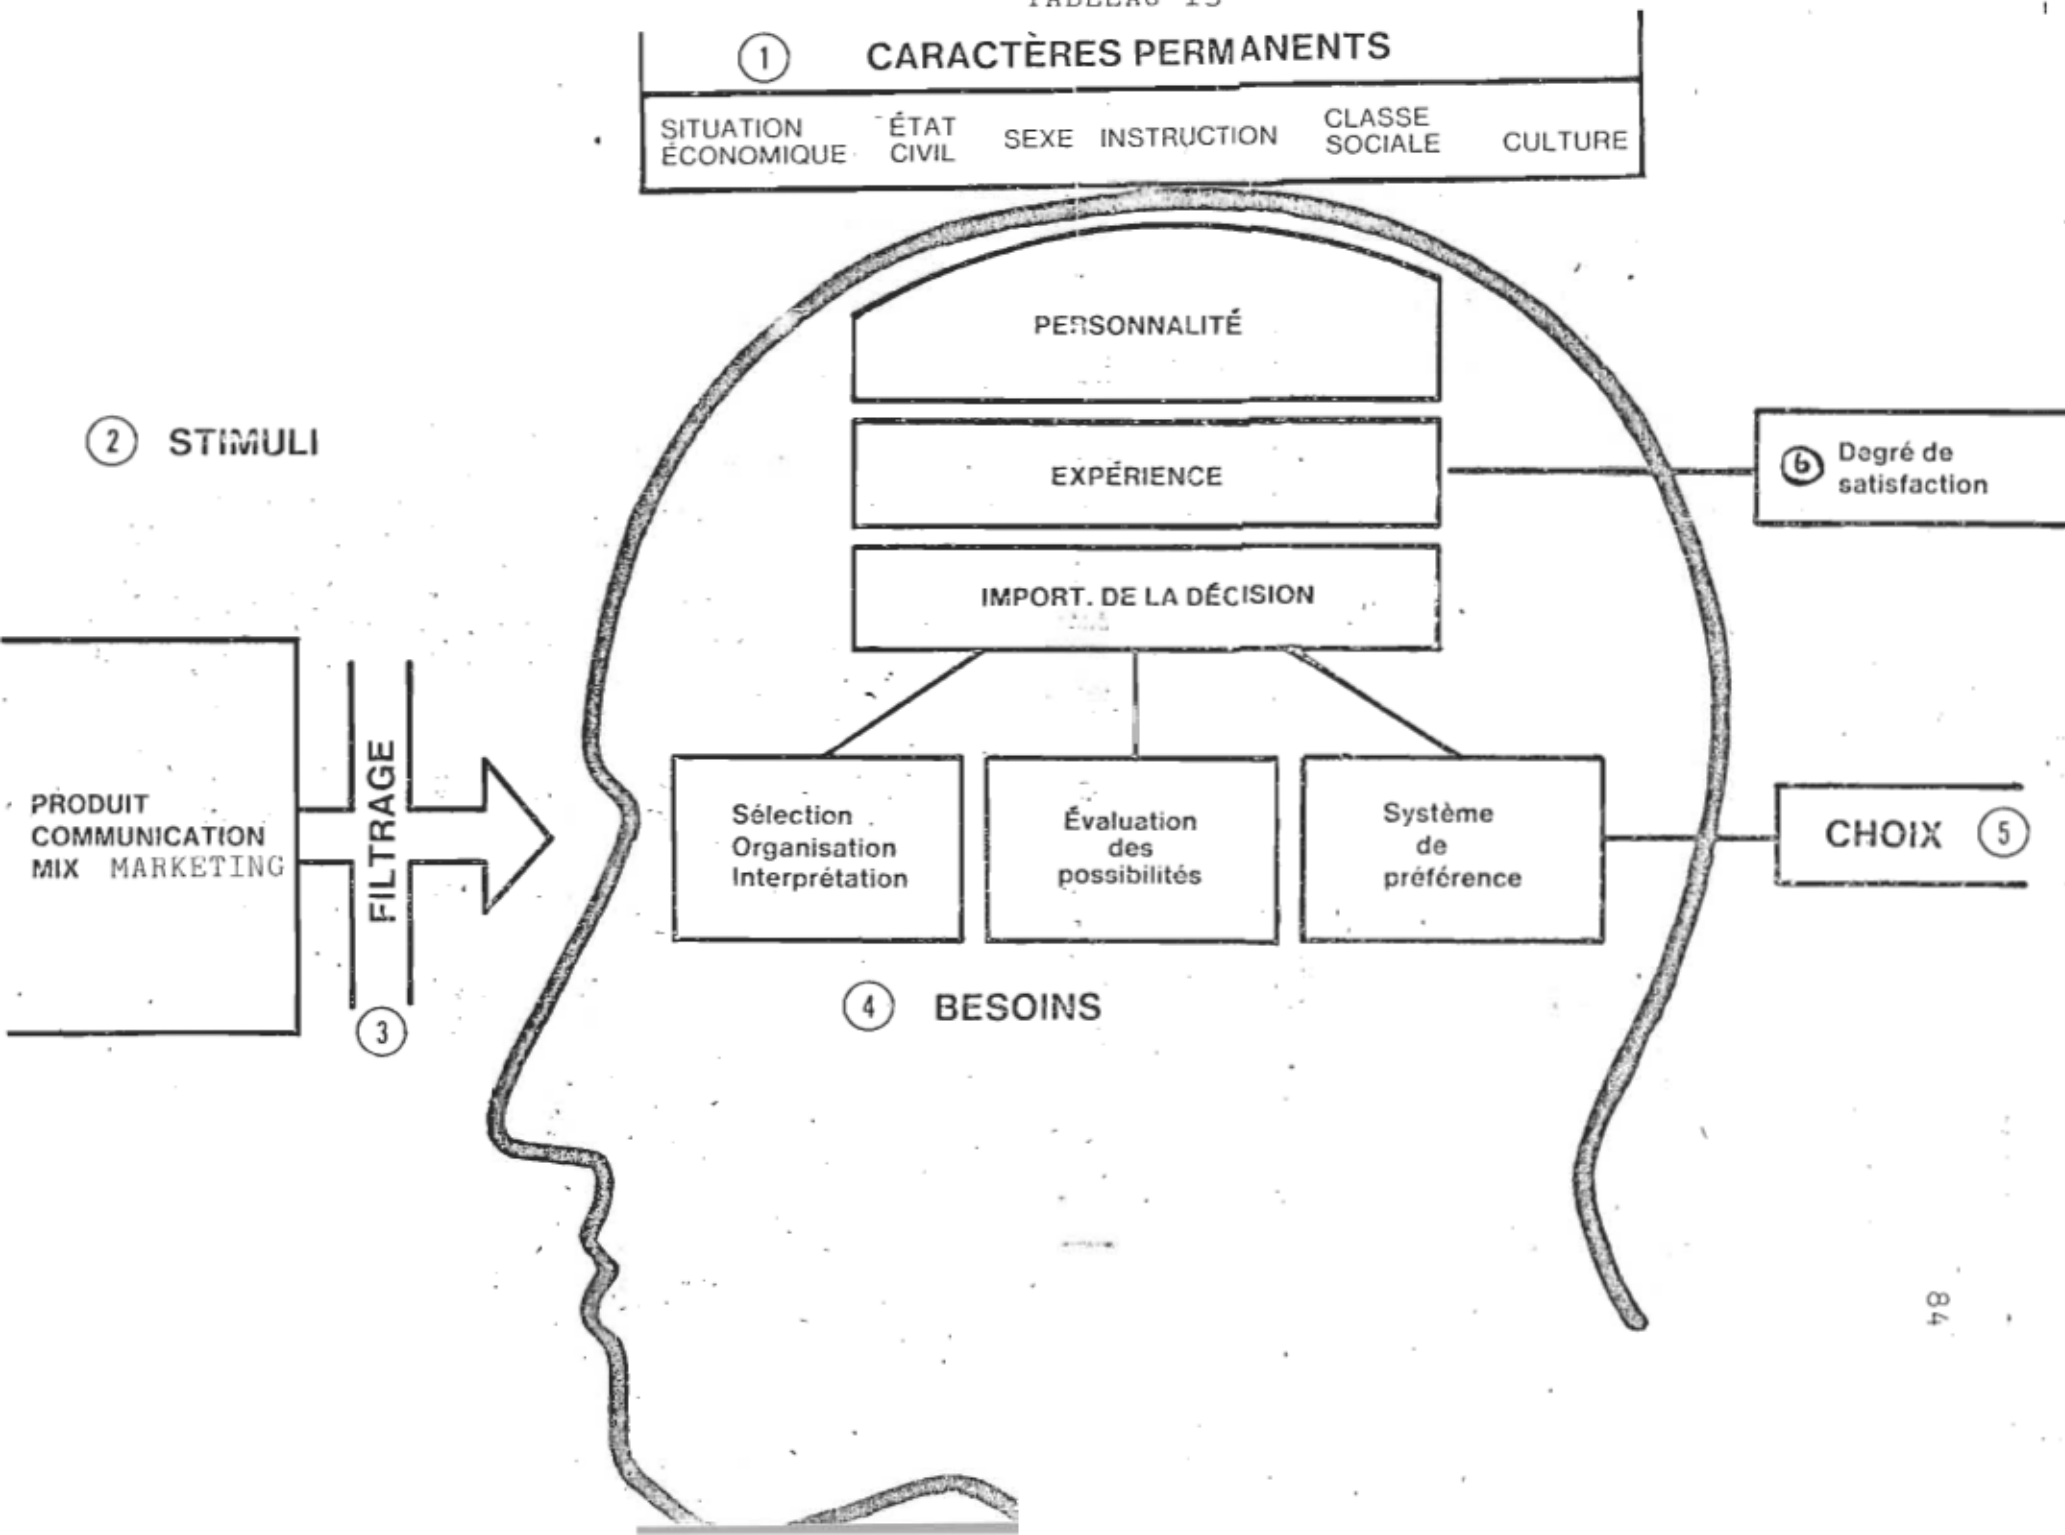 TABLEAU 13
1 CARACTÈRES PERMANENTS
SITUATION
ÉCONOMIQUE
ÉTAT
CIVIL
SEXE
INSTRUCTION
CLASSE
SOCIALE
CULTURE
PERSONNALITÉ
2 STIMULI
EXPÉRIENCE
6 Degré de
satisfaction
IMPORT. DE LA DÉCISION
PRODUIT
COMMUNICATION
MIX MARKETING
FILTRAGE
3
Sélection
Organisation
Interprétation
Évaluation
des
possibilités
Système
de
préférence
CHOIX 5
4 BESOINS
84